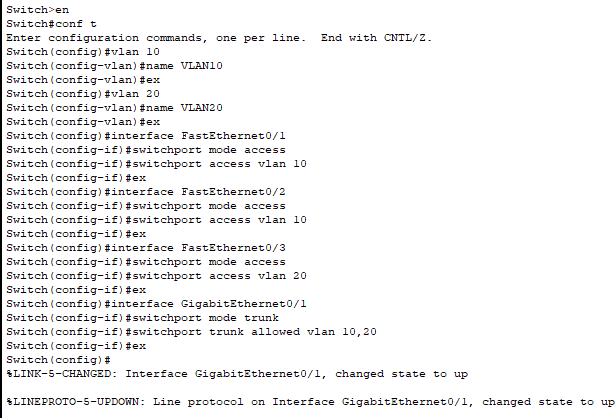 Switch>en
Switch#conf t
Enter configuration commands, one per line.  End with CNTL/Z.
Switch(config)#vlan 10
Switch(config-vlan)#name VLAN10
Switch(config-vlan)#ex
Switch(config)#vlan 20
Switch(config-vlan)#name VLAN20
Switch(config-vlan)#ex
Switch(config)#interface FastEthernet0/1
Switch(config-if)#switchport mode access
Switch(config-if)#switchport access vlan 10
Switch(config-if)#ex
Switch(config)#interface FastEthernet0/2
Switch(config-if)#switchport mode access
Switch(config-if)#switchport access vlan 10
Switch(config-if)#ex
Switch(config)#interface FastEthernet0/3
Switch(config-if)#switchport mode access
Switch(config-if)#switchport access vlan 20
Switch(config-if)#ex
Switch(config)#interface GigabitEthernet0/1
Switch(config-if)#switchport mode trunk
Switch(config-if)#switchport trunk allowed vlan 10,20
Switch(config-if)#ex
Switch(config)#
%LINK-5-CHANGED: Interface GigabitEthernet0/1, changed state to up
%LINEPROTO-5-UPDOWN: Line protocol on Interface GigabitEthernet0/1, changed state to up